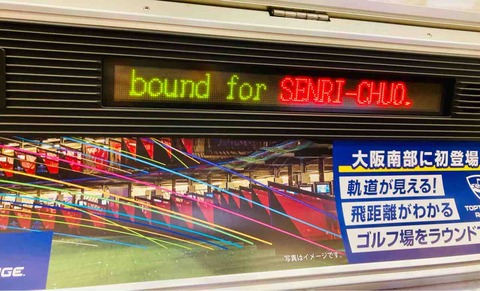 bound for SENRI-CHUO.
大阪南部に初登場
軌道が見える!
飛距離がわかる
ゴルフ場をラウンド
写真はイメージです。